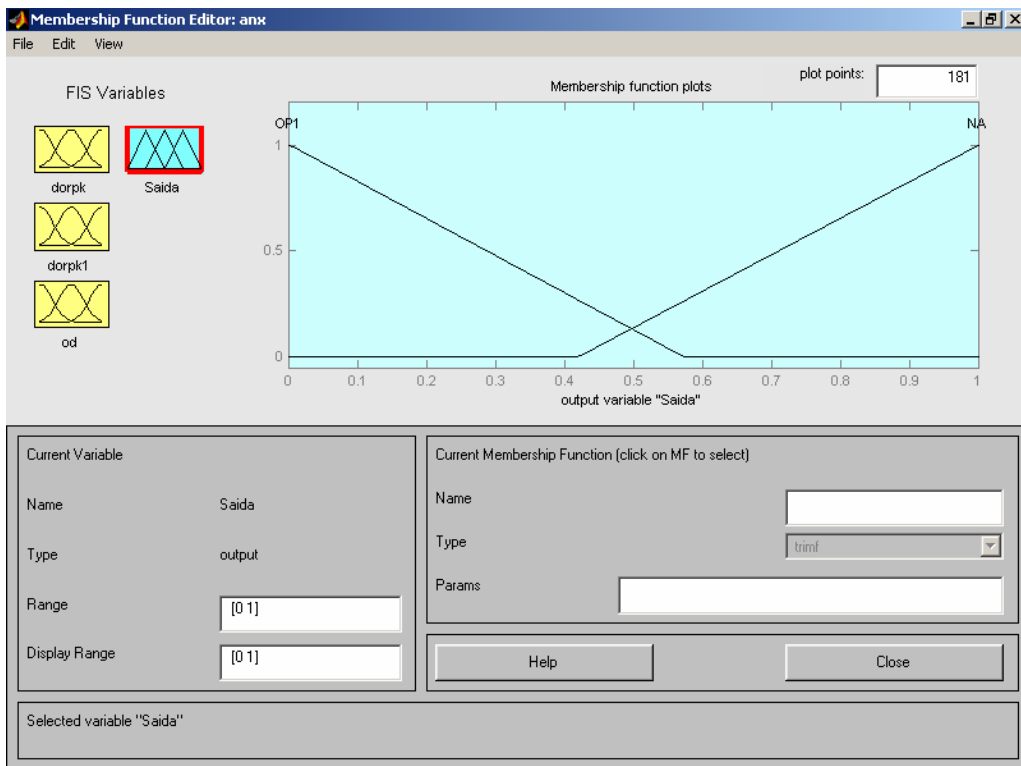 Membership Function Editor: anx
File Edit View
FIS Variables
dorpk
Saida
dorpk1
od
Membership function plots
plot points: 181
OP1
NA
1
0.5
0
0 0.1 0.2 0.3 0.4 0.5 0.6 0.7 0.8 0.9 1
output variable "Saida"
Current Variable
Name Saida
Type output
Range [0 1]
Display Range [0 1]
Current Membership Function (click on MF to select)
Name
Type trimf
Params
Help Close
Selected variable "Saida"